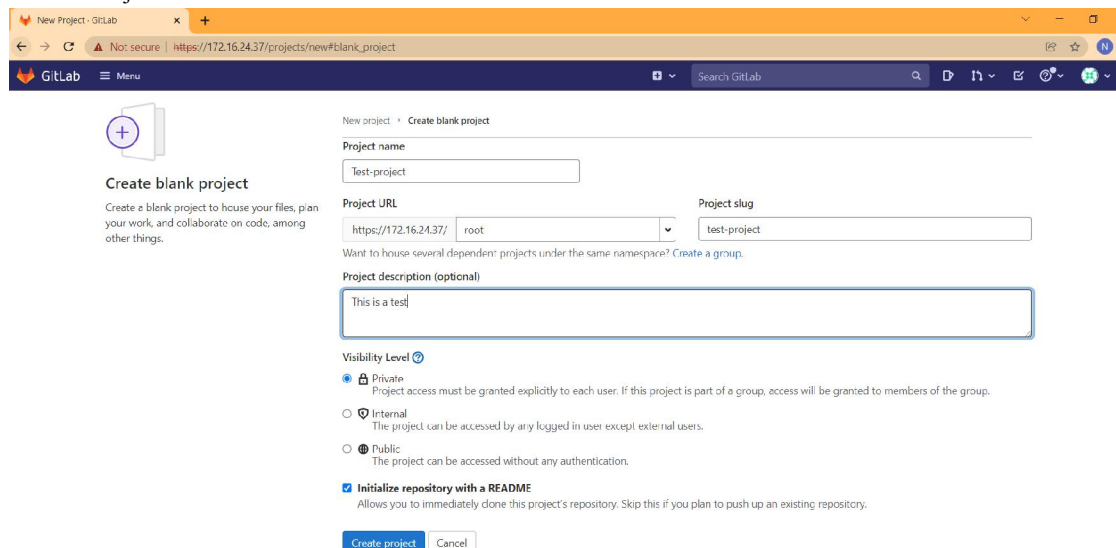 New Project · GitLab
Not secure | https://172.16.24.37/projects/new#blank_project
N
GitLab Menu Search GitLab
New project Create blank project
Project name
Test-project
Create blank project
Create a blank project to house your files, plan
your work, and collaborate on code, among
other things.
Project URL Project slug
https://172.16.24.37/ root test-project
Want to house several dependent projects under the same namespace? Create a group.
Project description (optional)
This is a test
Visibility Level
Private
Project access must be granted explicitly to each user. If this project is part of a group, access will be granted to members of the group.
Internal
The project can be accessed by any logged in user except external users.
Public
The project can be accessed without any authentication.
Initialize repository with a README
Allows you to immediately clone this project's repository. Skip this if you plan to push up an existing repository.
Create project Cancel